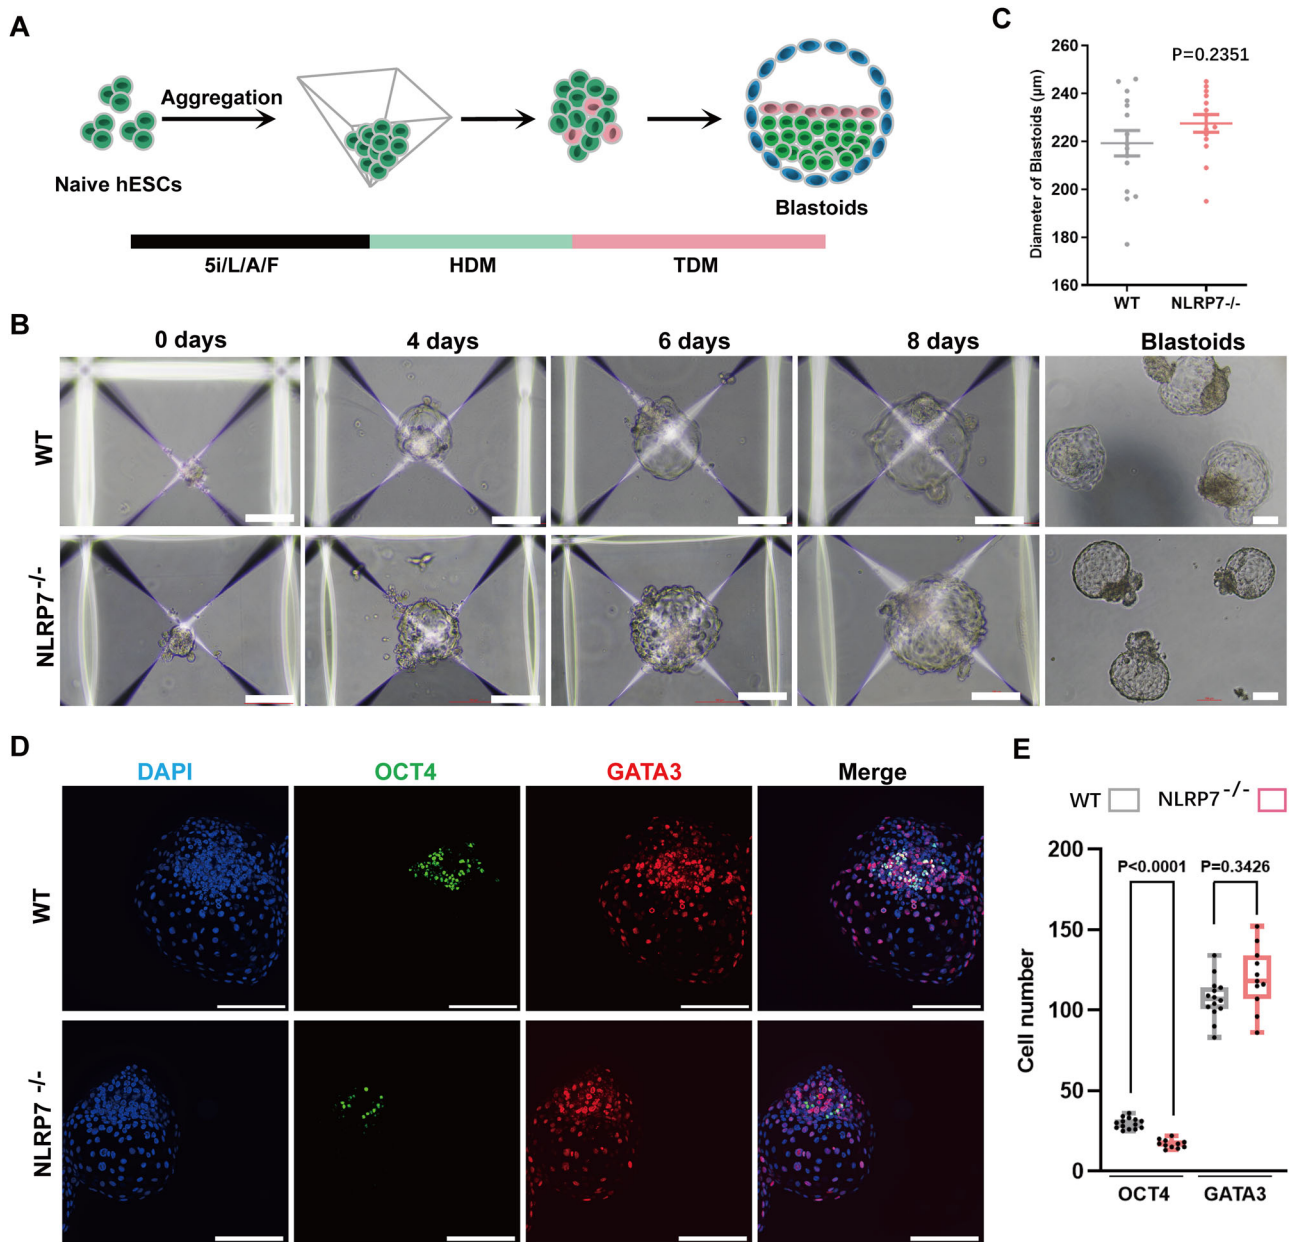 A
Aggregation
Naive hESCs
Blastoids
5i/L/A/F
HDM
TDM
C
P=0.2351
Diameter of Blastoids (μm)
260
240
220
200
180
160
WT
NLRP7-/-
B
0 days
4 days
6 days
8 days
Blastoids
WT
NLRP7-/-
D
DAPI
OCT4
GATA3
Merge
WT
NLRP7 -/-
E
WT
NLRP7 -/-
P<0.0001
P=0.3426
Cell number
200
150
100
50
0
OCT4
GATA3